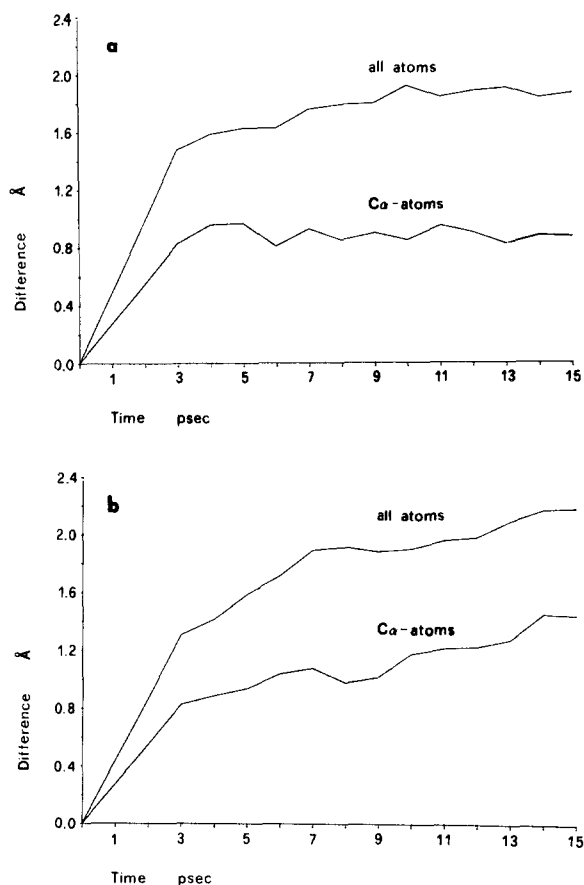 a
2.4
2.0
1.6
1.2
0.8
0.4
0.0
Difference Å
all atoms
Cα-atoms
1 3 5 7 9 11 13 15
Time psec
b
2.4
2.0
1.6
1.2
0.8
0.4
0.0
Difference Å
all atoms
Cα-atoms
1 3 5 7 9 11 13 15
Time psec